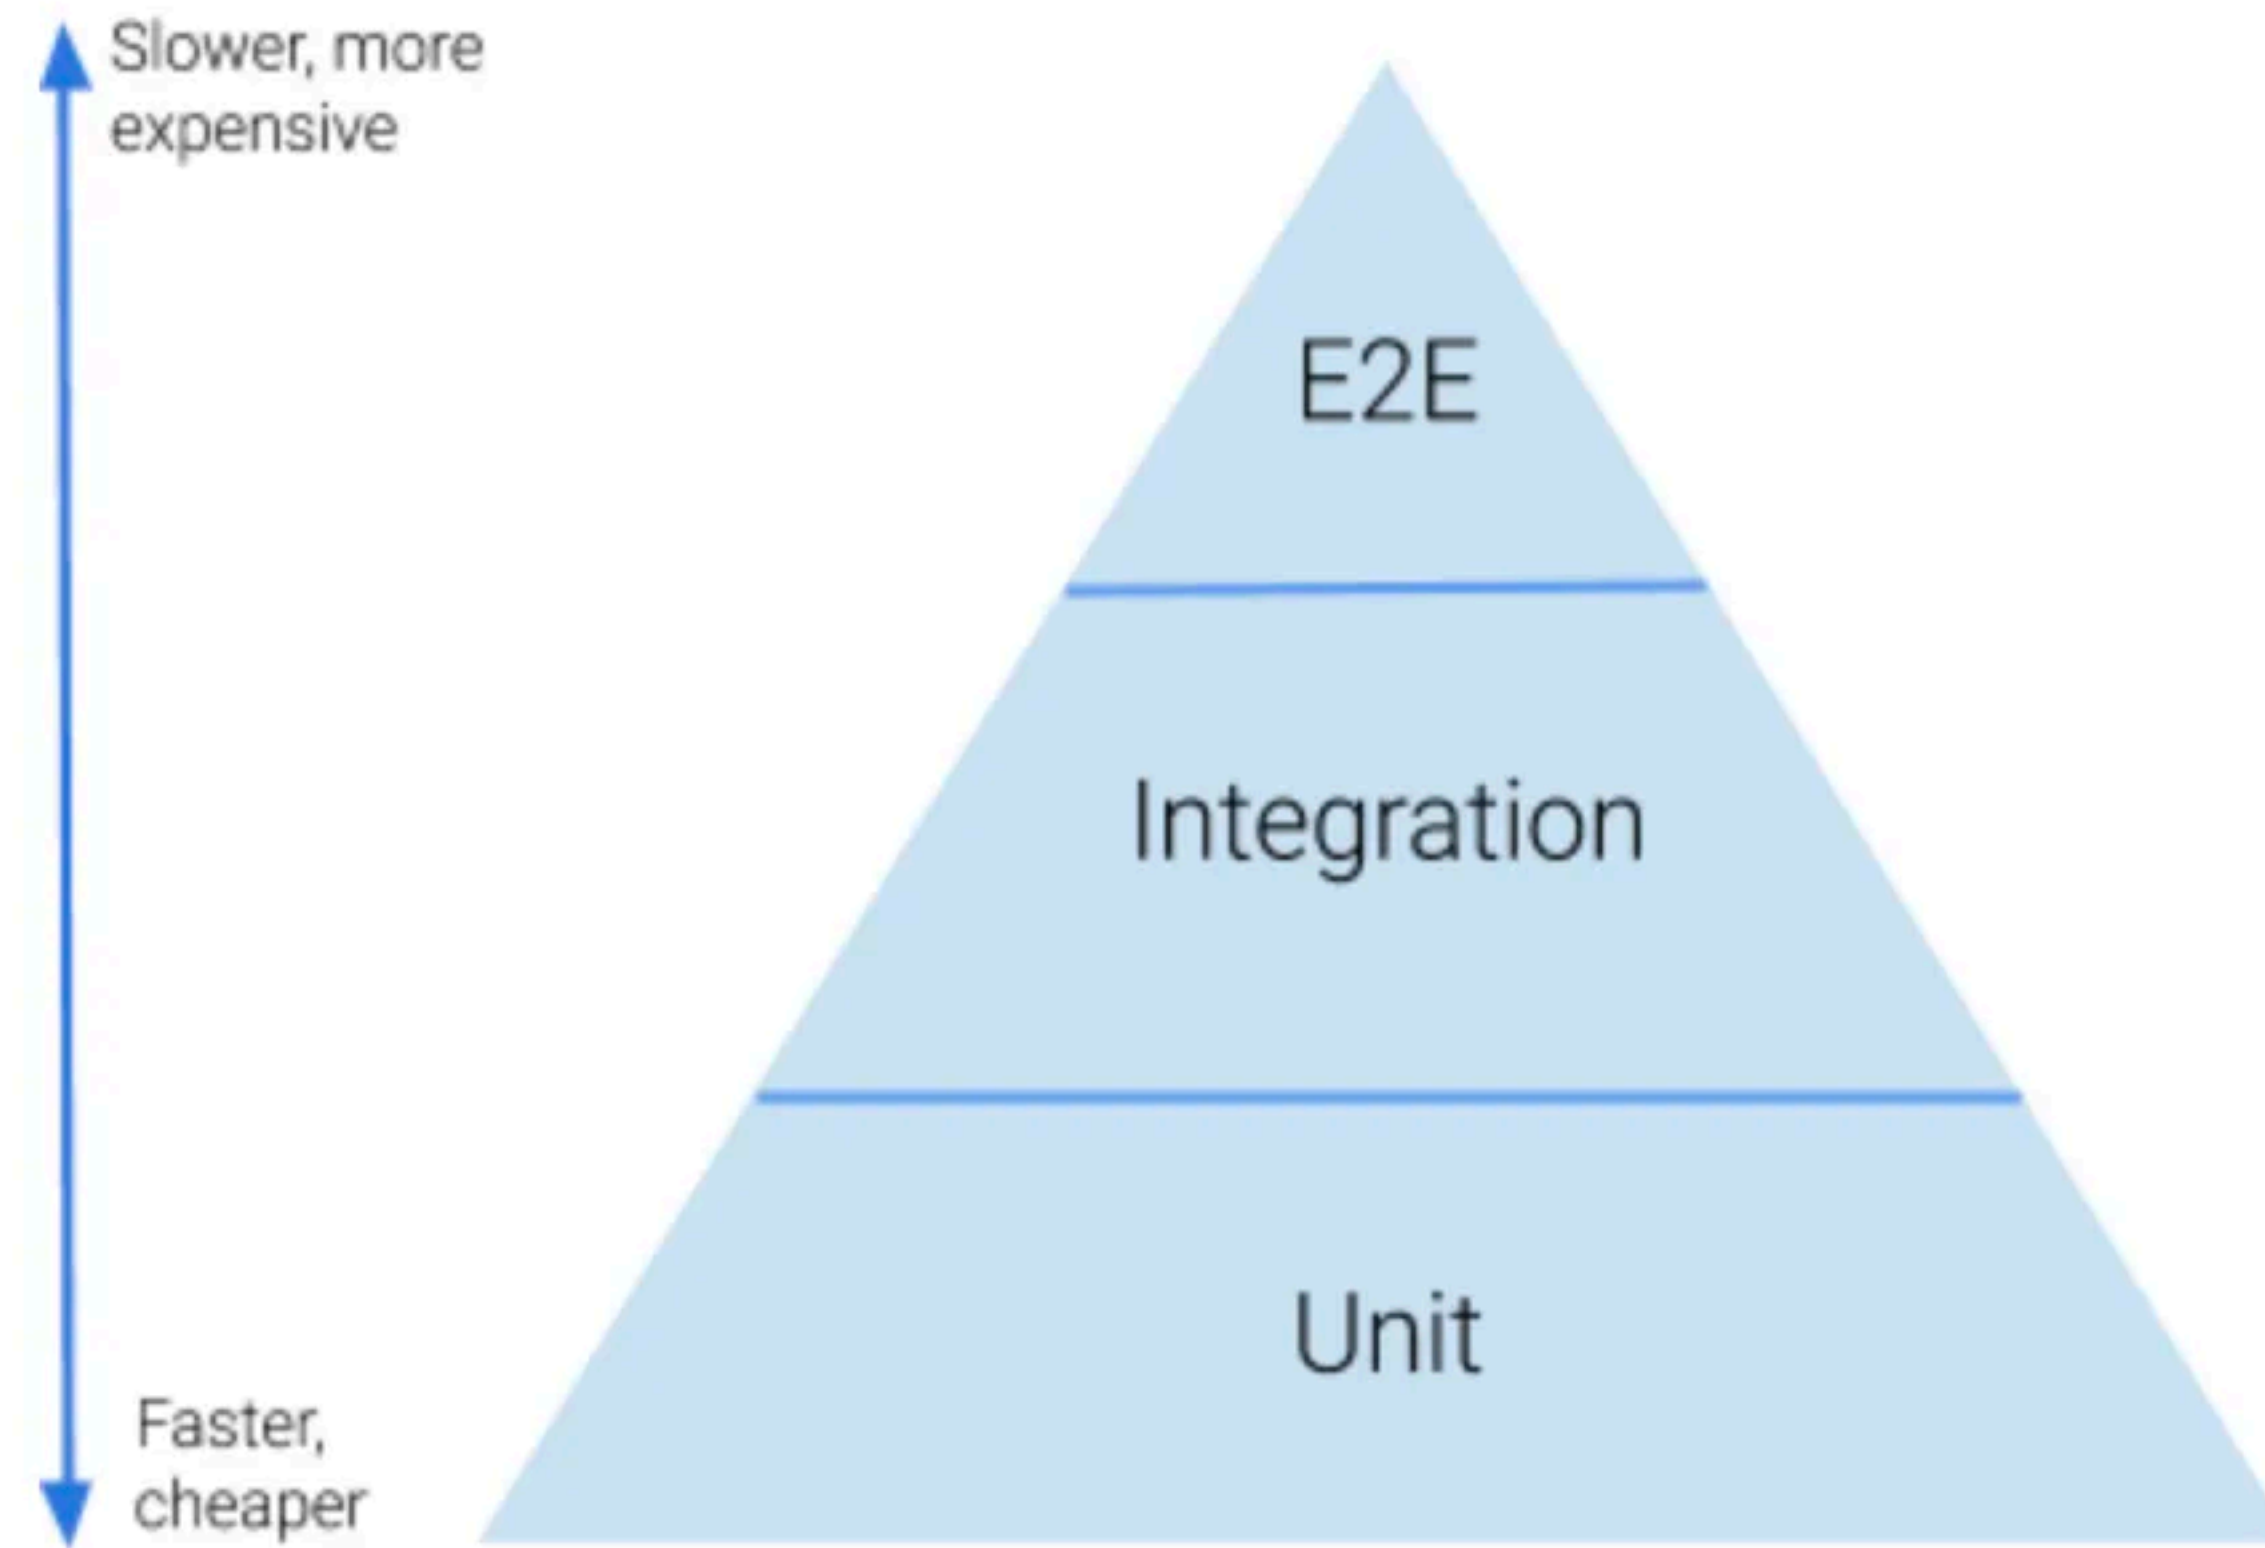 Slower, more
expensive
E2E
Integration
Unit
Faster,
cheaper